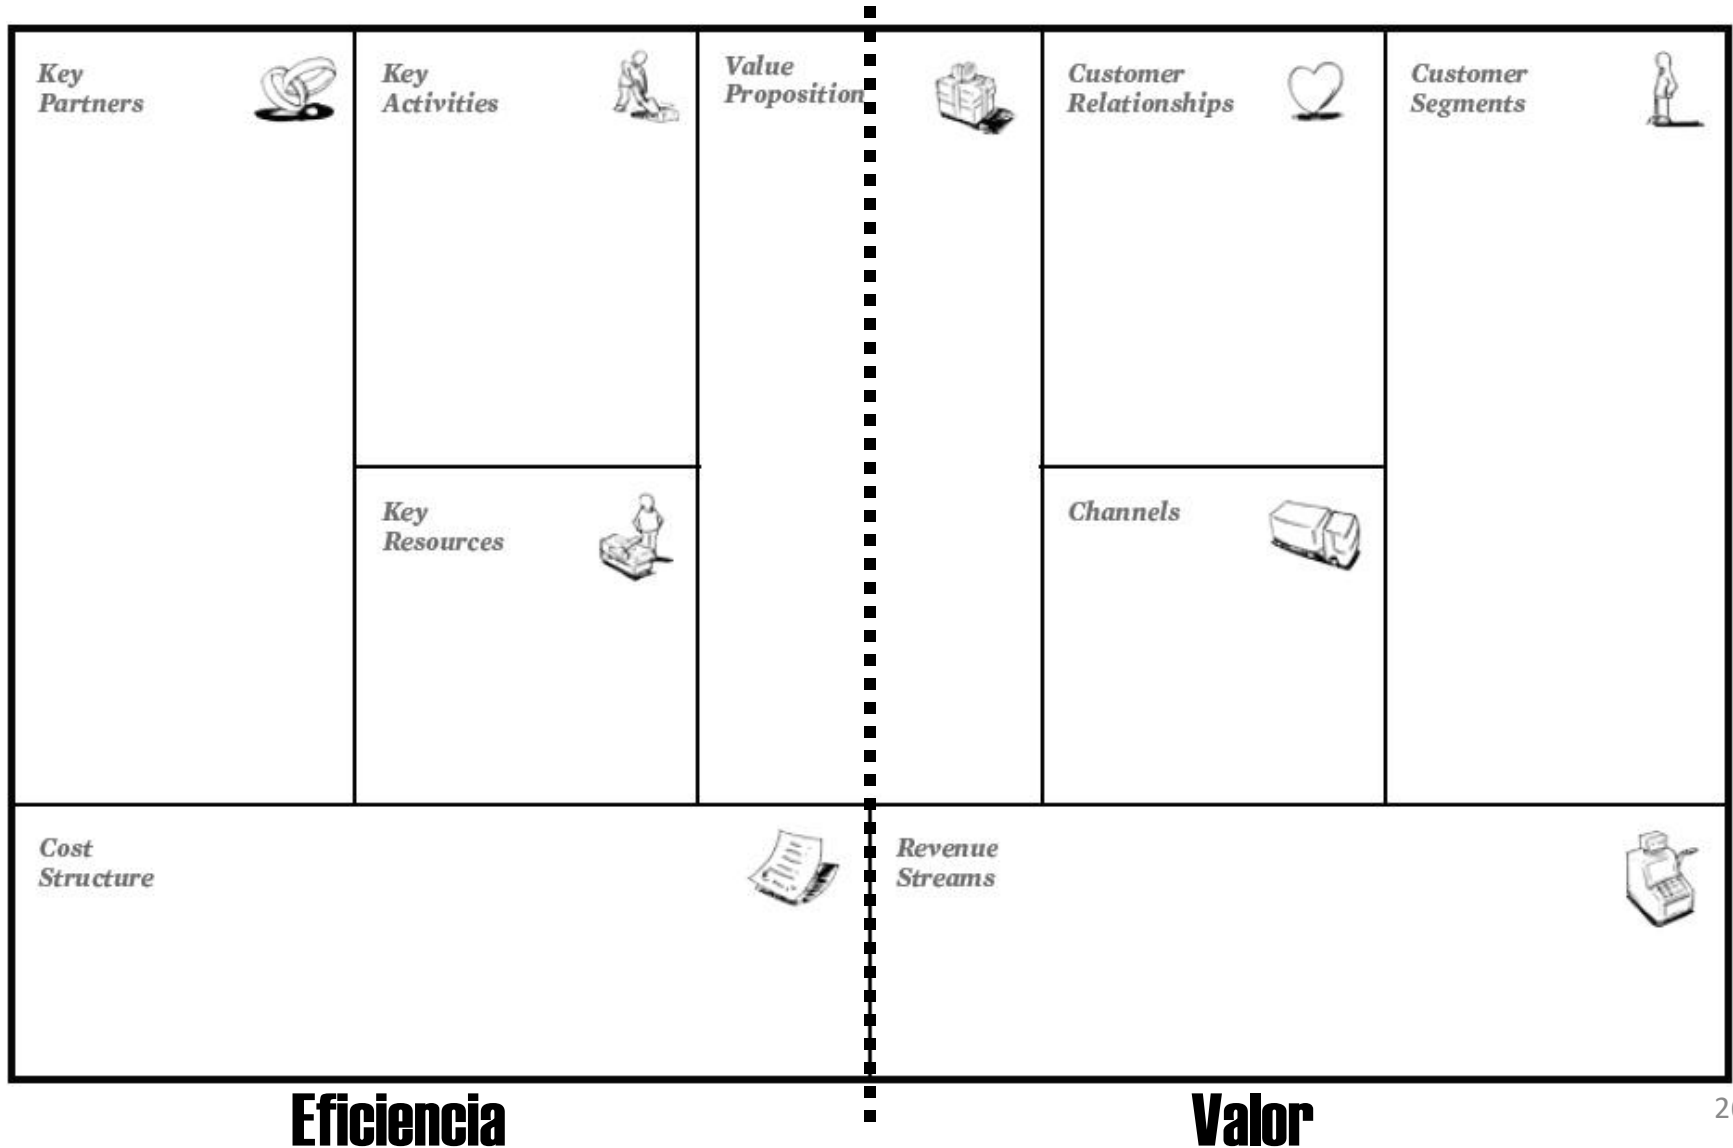 Key
Partners
Key
Activities
Value
Proposition
Customer
Relationships
Customer
Segments
Key
Resources
Channels
Cost
Structure
Revenue
Streams
Eficiencia
Valor